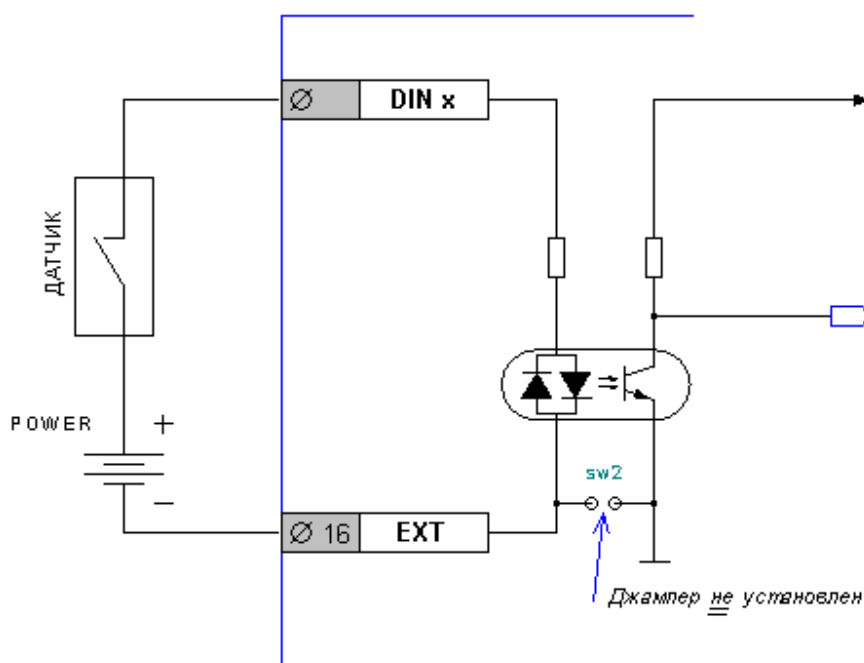 Ø DIN x
ДАТЧИК
POWER
+
−
sw2
Ø 16 EXT
Джампер не установлен